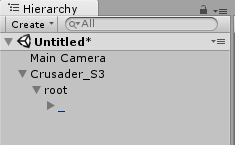 Hierarchy
Create All
Untitled*
Main Camera
Crusader_S3
root
_